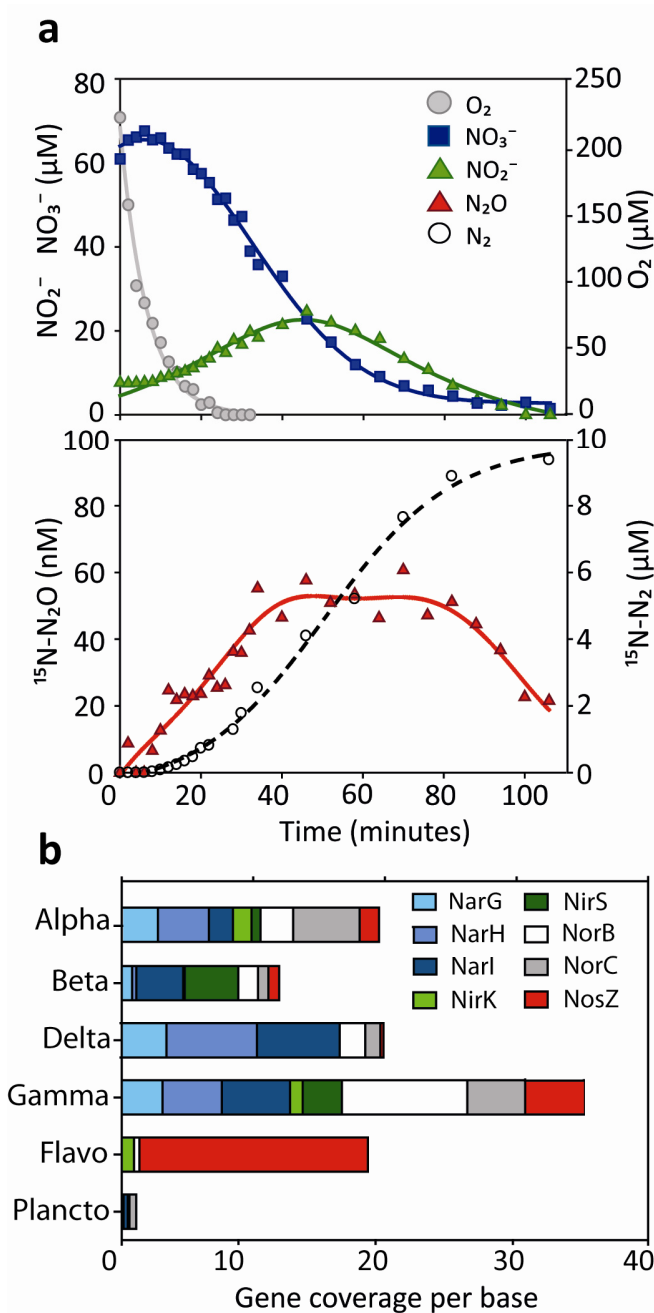 a
80
60
40
20
0
NO₂⁻ NO₃⁻ (µM)
250
200
150
100
50
0
O₂ (µM)
O₂
NO₃⁻
NO₂⁻
N₂O
N₂
100
80
60
40
20
0
¹⁵N-N₂O (nM)
10
8
6
4
2
0
¹⁵N-N₂ (µM)
0 20 40 60 80 100
Time (minutes)
b
Alpha
Beta
Delta
Gamma
Flavo
Plancto
NarG NirS
NarH NorB
NarI NorC
NirK NosZ
0 10 20 30 40
Gene coverage per base